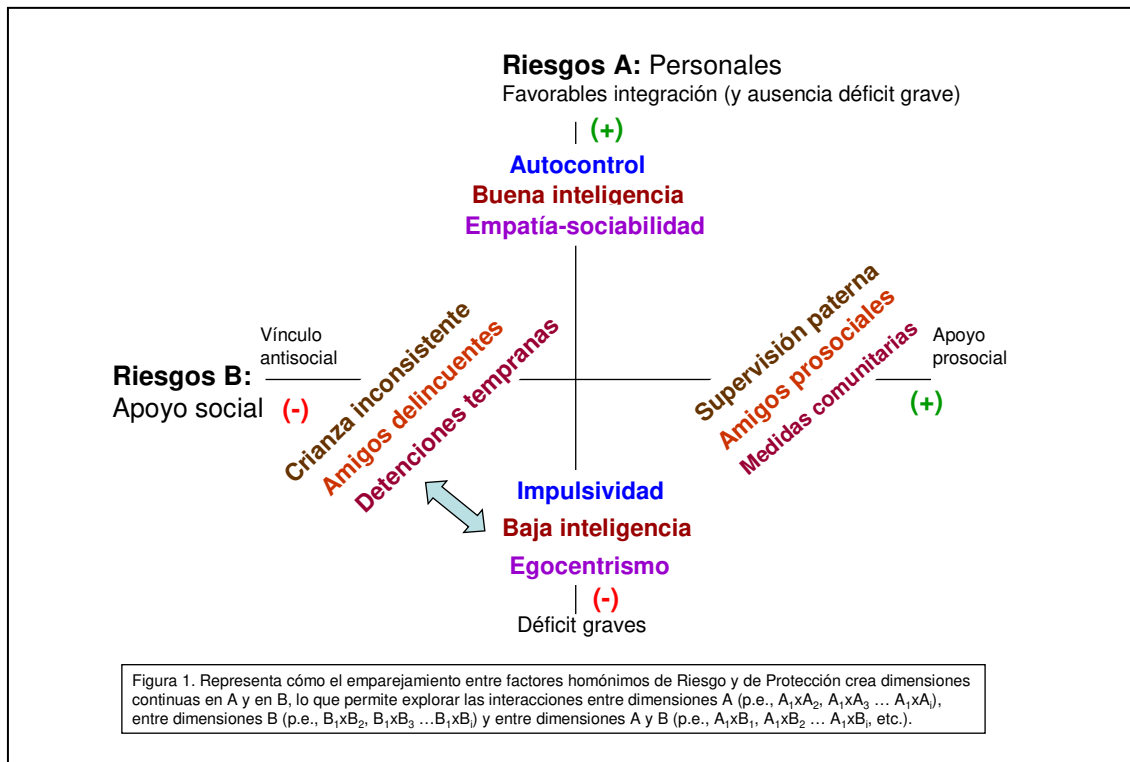 Riesgos A: Personales
Favorables integración (y ausencia déficit grave)
(+)
Autocontrol
Buena inteligencia
Empatía-sociabilidad
Vínculo
antisocial
Riesgos B:
Apoyo social (-)
Crianza inconsistente
Amigos delincuentes
Detenciones tempranas
Supervisión paterna
Amigos prosociales
Medidas comunitarias
Apoyo
prosocial
(+)
Impulsividad
Baja inteligencia
Egocentrismo
(-)
Déficit graves
Figura 1. Representa cómo el emparejamiento entre factores homónimos de Riesgo y de Protección crea dimensiones
continuas en A y en B, lo que permite explorar las interacciones entre dimensiones A (p.e., A₁xA₂, A₁xA₃ … A₁xAᵢ),
entre dimensiones B (p.e., B₁xB₂, B₁xB₃ …B₁xBᵢ) y entre dimensiones A y B (p.e., A₁xB₁, A₁xB₂ … A₁xBᵢ, etc.).